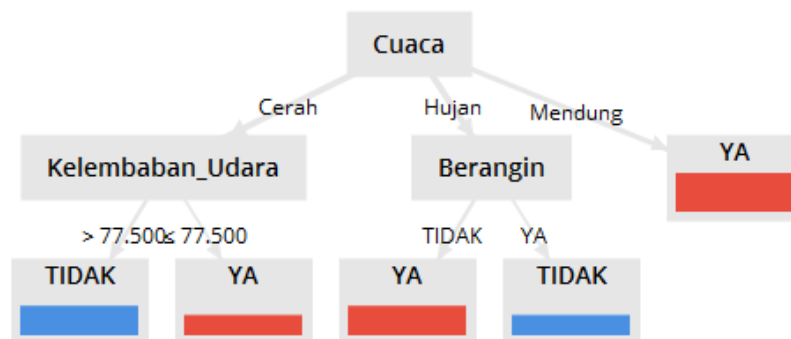 Cuaca
Cerah
Hujan
Mendung
Kelembaban_Udara
Berangin
YA
> 77.500
≤ 77.500
TIDAK
YA
TIDAK
YA
YA
TIDAK